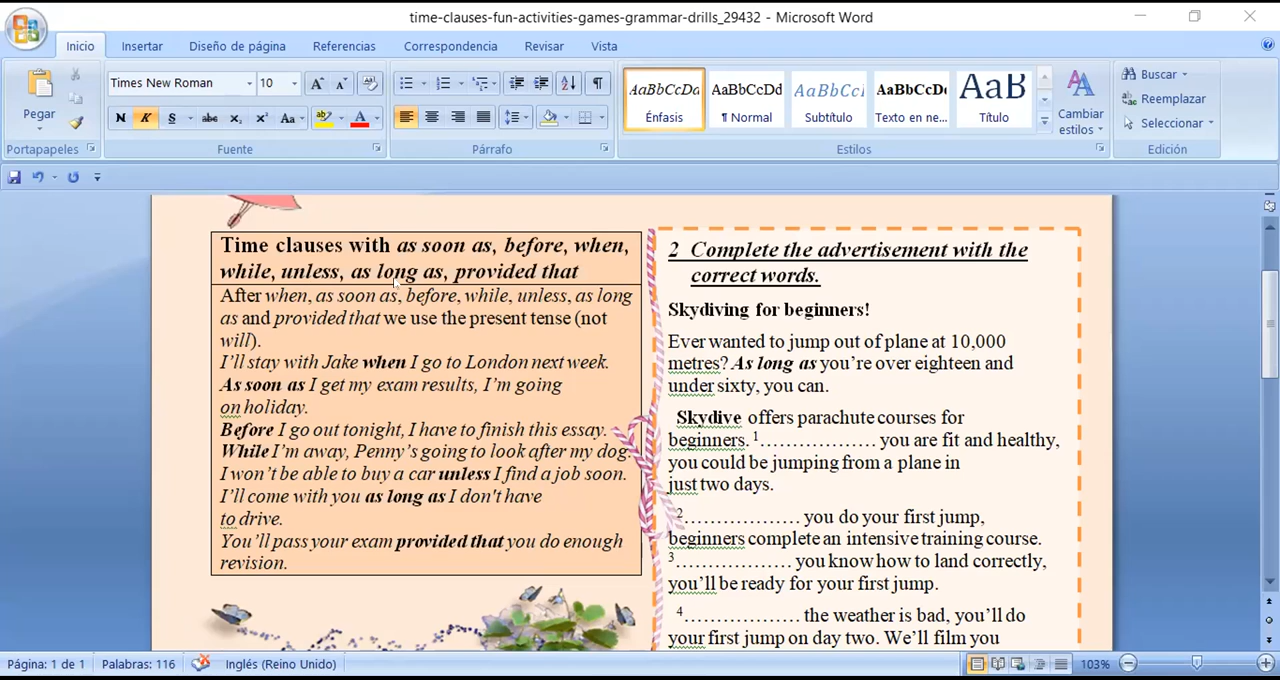 time-clauses-fun-activities-games-grammar-drills_29432 - Microsoft Word
Inicio Insertar Diseño de página Referencias Correspondencia Revisar Vista
Pegar
Portapapeles
Times New Roman 10
N K S abc x₂ x² Aa
Fuente
Párrafo
AaBbCcDd AaBbCcDd AaBbCcI AaBbCcDc AaB
Énfasis ¶ Normal Subtítulo Texto en ne... Título
Cambiar
estilos
Estilos
Buscar
Reemplazar
Seleccionar
Edición
Time clauses with as soon as, before, when,
while, unless, as long as, provided that
After when, as soon as, before, while, unless, as long
as and provided that we use the present tense (not
will).
I'll stay with Jake when I go to London next week.
As soon as I get my exam results, I'm going
on holiday.
Before I go out tonight, I have to finish this essay.
While I'm away, Penny's going to look after my dog.
I won't be able to buy a car unless I find a job soon.
I'll come with you as long as I don't have
to drive.
You'll pass your exam provided that you do enough
revision.
2 Complete the advertisement with the
correct words.
Skydiving for beginners!
Ever wanted to jump out of plane at 10,000
metres? As long as you're over eighteen and
under sixty, you can.
Skydive offers parachute courses for
beginners. 1.................. you are fit and healthy,
you could be jumping from a plane in
just two days.
2.................. you do your first jump,
beginners complete an intensive training course.
3.................. you know how to land correctly,
you'll be ready for your first jump.
4.................. the weather is bad, you'll do
your first jump on day two. We'll film you
Página: 1 de 1 Palabras: 116 Inglés (Reino Unido) 103%